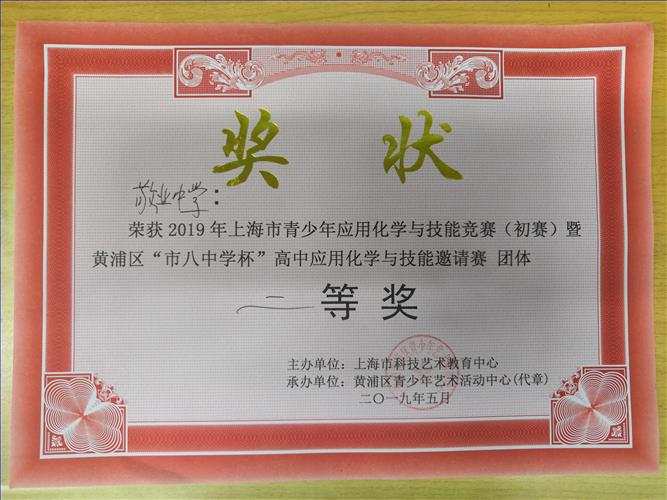 奖状
敬业中学：
荣获2019年上海市青少年应用化学与技能竞赛（初赛）暨
黄浦区“市八中学杯”高中应用化学与技能邀请赛 团体
二等奖
主办单位：上海市科技艺术教育中心
承办单位：黄浦区青少年艺术活动中心(代章)
二〇一九年五月